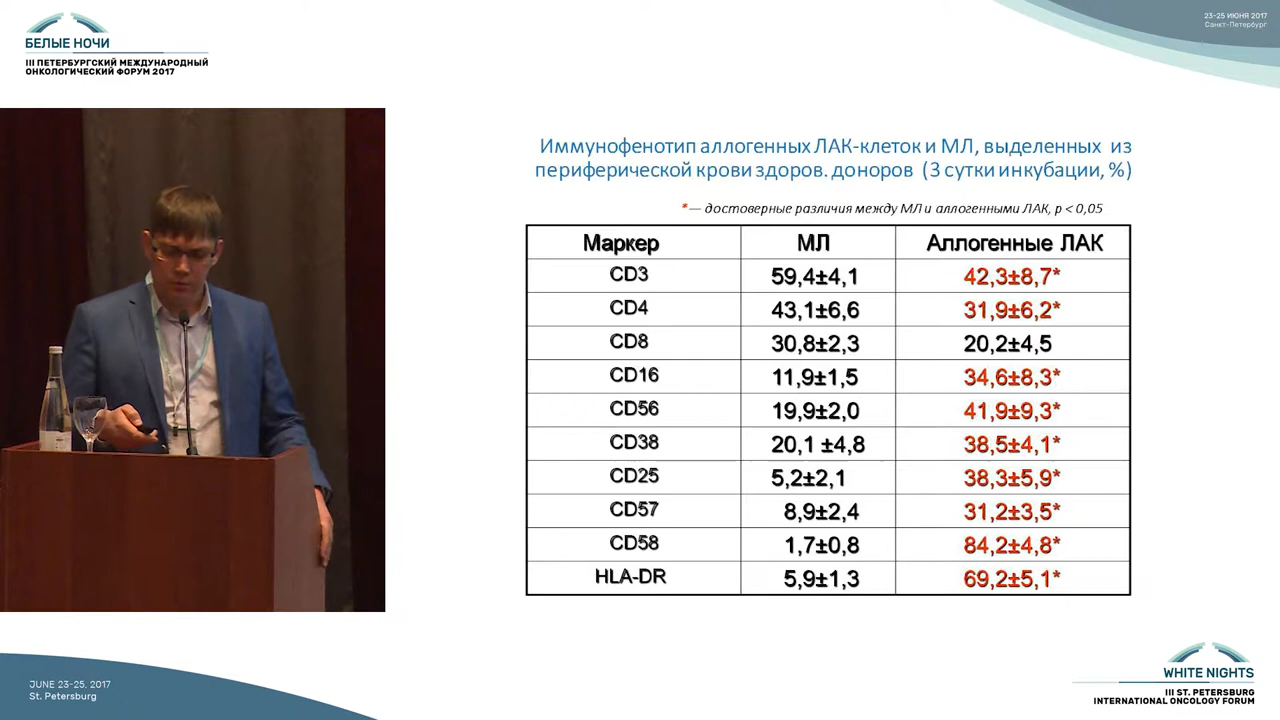 БЕЛЫЕ НОЧИ
III ПЕТЕРБУРГСКИЙ МЕЖДУНАРОДНЫЙ
ОНКОЛОГИЧЕСКИЙ ФОРУМ 2017
23-25 ИЮНЯ 2017
Санкт-Петербург
Иммунофенотип аллогенных ЛАК-клеток и МЛ, выделенных из
периферической крови здоров. доноров (3 сутки инкубации, %)
* — достоверные различия между МЛ и аллогенными ЛАК, p < 0,05
Маркер МЛ Аллогенные ЛАК
CD3 59,4±4,1 42,3±8,7*
CD4 43,1±6,6 31,9±6,2*
CD8 30,8±2,3 20,2±4,5
CD16 11,9±1,5 34,6±8,3*
CD56 19,9±2,0 41,9±9,3*
CD38 20,1 ±4,8 38,5±4,1*
CD25 5,2±2,1 38,3±5,9*
CD57 8,9±2,4 31,2±3,5*
CD58 1,7±0,8 84,2±4,8*
HLA-DR 5,9±1,3 69,2±5,1*
JUNE 23-25, 2017
St. Petersburg
WHITE NIGHTS
III ST. PETERSBURG
INTERNATIONAL ONCOLOGY FORUM